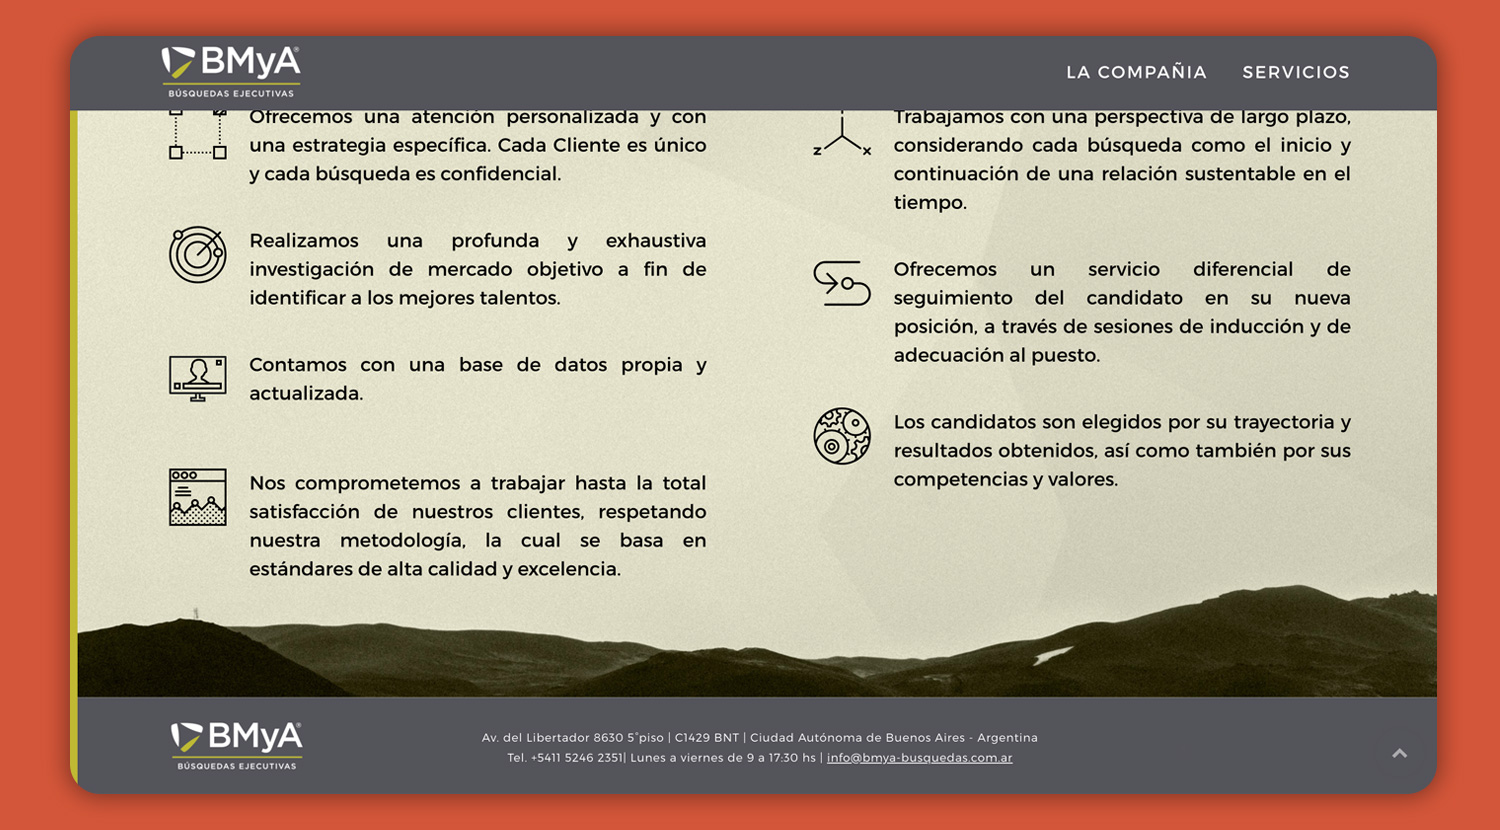 BMyA®
BÚSQUEDAS EJECUTIVAS
LA COMPAÑIA
SERVICIOS
Ofrecemos una atención personalizada y con
una estrategia específica. Cada Cliente es único
y cada búsqueda es confidencial.
Realizamos una profunda y exhaustiva
investigación de mercado objetivo a fin de
identificar a los mejores talentos.
Contamos con una base de datos propia y
actualizada.
Nos comprometemos a trabajar hasta la total
satisfacción de nuestros clientes, respetando
nuestra metodología, la cual se basa en
estándares de alta calidad y excelencia.
z x
Trabajamos con una perspectiva de largo plazo,
considerando cada búsqueda como el inicio y
continuación de una relación sustentable en el
tiempo.
Ofrecemos un servicio diferencial de
seguimiento del candidato en su nueva
posición, a través de sesiones de inducción y de
adecuación al puesto.
Los candidatos son elegidos por su trayectoria y
resultados obtenidos, así como también por sus
competencias y valores.
BMyA®
BÚSQUEDAS EJECUTIVAS
Av. del Libertador 8630 5°piso | C1429 BNT | Ciudad Autónoma de Buenos Aires - Argentina
Tel. +5411 5246 2351| Lunes a viernes de 9 a 17:30 hs | info@bmya-busquedas.com.ar